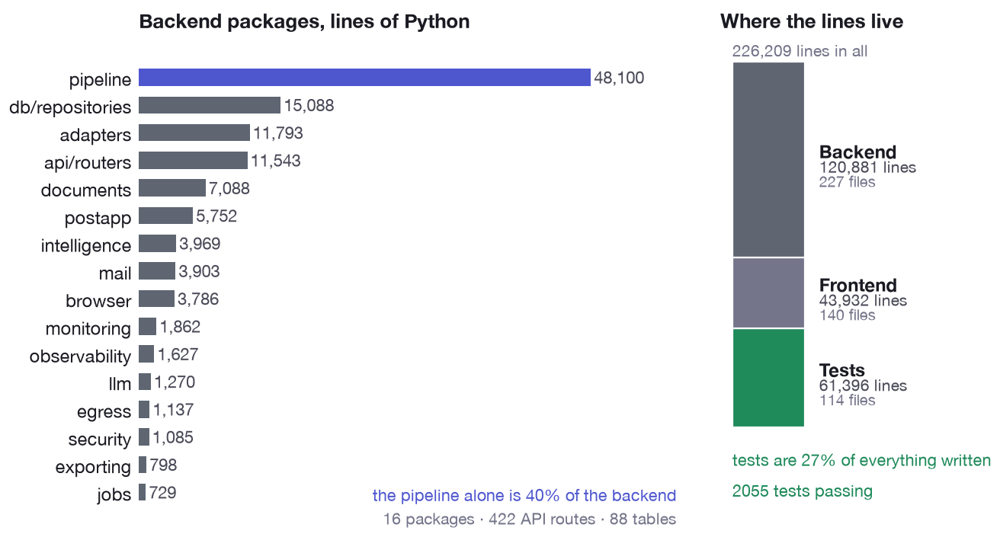 Backend packages, lines of Python
pipeline 48,100
db/repositories 15,088
adapters 11,793
api/routers 11,543
documents 7,088
postapp 5,752
intelligence 3,969
mail 3,903
browser 3,786
monitoring 1,862
observability 1,627
llm 1,270
egress 1,137
security 1,085
exporting 798
jobs 729
the pipeline alone is 40% of the backend
16 packages · 422 API routes · 88 tables
Where the lines live
226,209 lines in all
Backend
120,881 lines
227 files
Frontend
43,932 lines
140 files
Tests
61,396 lines
114 files
tests are 27% of everything written
2055 tests passing